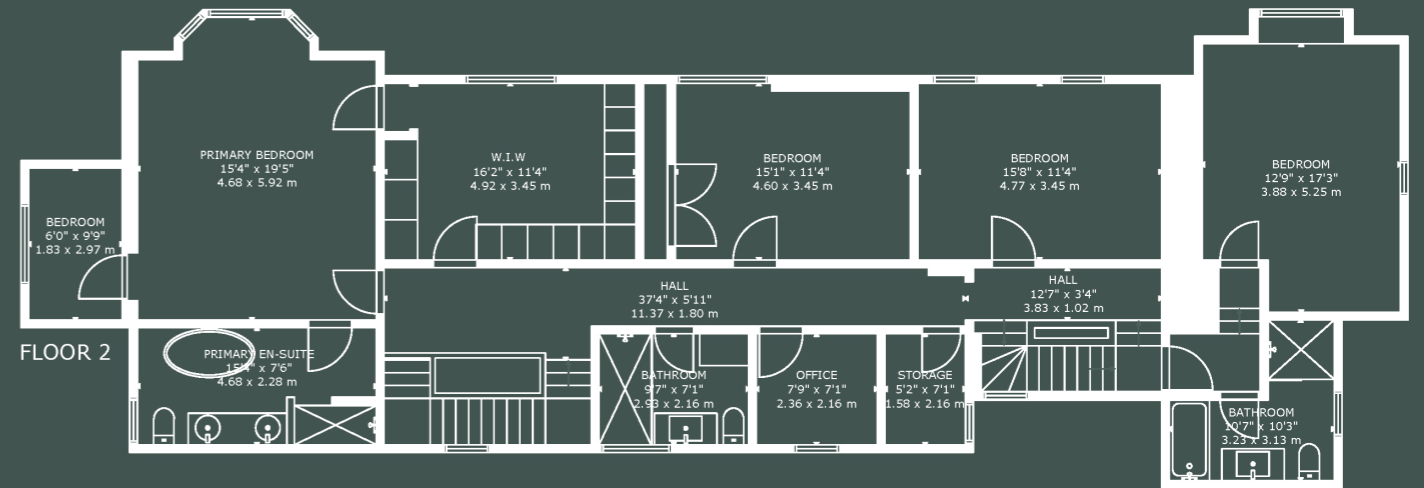 PRIMARY BEDROOM
15'4" x 19'5"
4.68 x 5.92 m
W.I.W
16'2" x 11'4"
4.92 x 3.45 m
BEDROOM
15'1" x 11'4"
4.60 x 3.45 m
BEDROOM
15'8" x 11'4"
4.77 x 3.45 m
BEDROOM
12'9" x 17'3"
3.88 x 5.25 m
BEDROOM
6'0" x 9'9"
1.83 x 2.97 m
HALL
37'4" x 5'11"
11.37 x 1.80 m
HALL
12'7" x 3'4"
3.83 x 1.02 m
FLOOR 2
PRIMARY EN-SUITE
15'4" x 7'6"
4.68 x 2.28 m
BATHROOM
9'7" x 7'1"
2.93 x 2.16 m
OFFICE
7'9" x 7'1"
2.36 x 2.16 m
STORAGE
5'2" x 7'1"
1.58 x 2.16 m
BATHROOM
10'7" x 10'3"
3.23 x 3.13 m